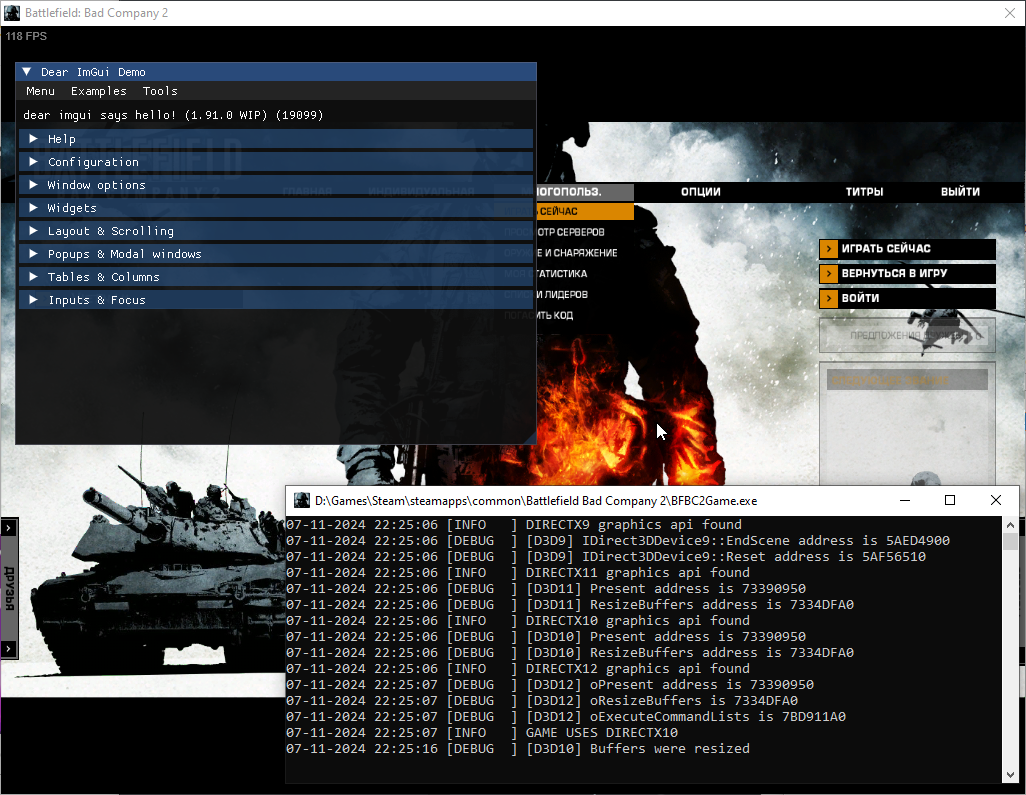 Battlefield: Bad Company 2
118 FPS
Dear ImGui Demo
Menu Examples Tools
dear imgui says hello! (1.91.0 WIP) (19099)
Help
Configuration
Window options
Widgets
Layout & Scrolling
Popups & Modal windows
Tables & Columns
Inputs & Focus
ГЛАВНАЯ ИНДИВИДУАЛЬНАЯ НОГОПОЛЬЗ. ОПЦИИ ТИТРЫ ВЫЙТИ
СЕЙЧАС
ОТР СЕРВЕРОВ
ИЕ И СНАРЯЖЕНИЕ
СТАТИСТИКА
И ЛИДЕРОВ
КОД
ИГРАТЬ СЕЙЧАС
ВЕРНУТЬСЯ В ИГРУ
ВОЙТИ
ПРЕДЛОЖЕНИЯ
ДРУЗЬЯ
D:\Games\Steam\steamapps\common\Battlefield Bad Company 2\BFBC2Game.exe
07-11-2024 22:25:06 [INFO   ] DIRECTX9 graphics api found
07-11-2024 22:25:06 [DEBUG  ] [D3D9] IDirect3DDevice9::EndScene address is 5AED4900
07-11-2024 22:25:06 [DEBUG  ] [D3D9] IDirect3DDevice9::Reset address is 5AF56510
07-11-2024 22:25:06 [INFO   ] DIRECTX11 graphics api found
07-11-2024 22:25:06 [DEBUG  ] [D3D11] Present address is 73390950
07-11-2024 22:25:06 [DEBUG  ] [D3D11] ResizeBuffers address is 7334DFA0
07-11-2024 22:25:06 [INFO   ] DIRECTX10 graphics api found
07-11-2024 22:25:06 [DEBUG  ] [D3D10] Present address is 73390950
07-11-2024 22:25:06 [DEBUG  ] [D3D10] ResizeBuffers address is 7334DFA0
07-11-2024 22:25:06 [INFO   ] DIRECTX12 graphics api found
07-11-2024 22:25:07 [DEBUG  ] [D3D12] oPresent address is 73390950
07-11-2024 22:25:07 [DEBUG  ] [D3D12] oResizeBuffers is 7334DFA0
07-11-2024 22:25:07 [DEBUG  ] [D3D12] oExecuteCommandLists is 7BD911A0
07-11-2024 22:25:07 [INFO   ] GAME USES DIRECTX10
07-11-2024 22:25:16 [DEBUG  ] [D3D10] Buffers were resized